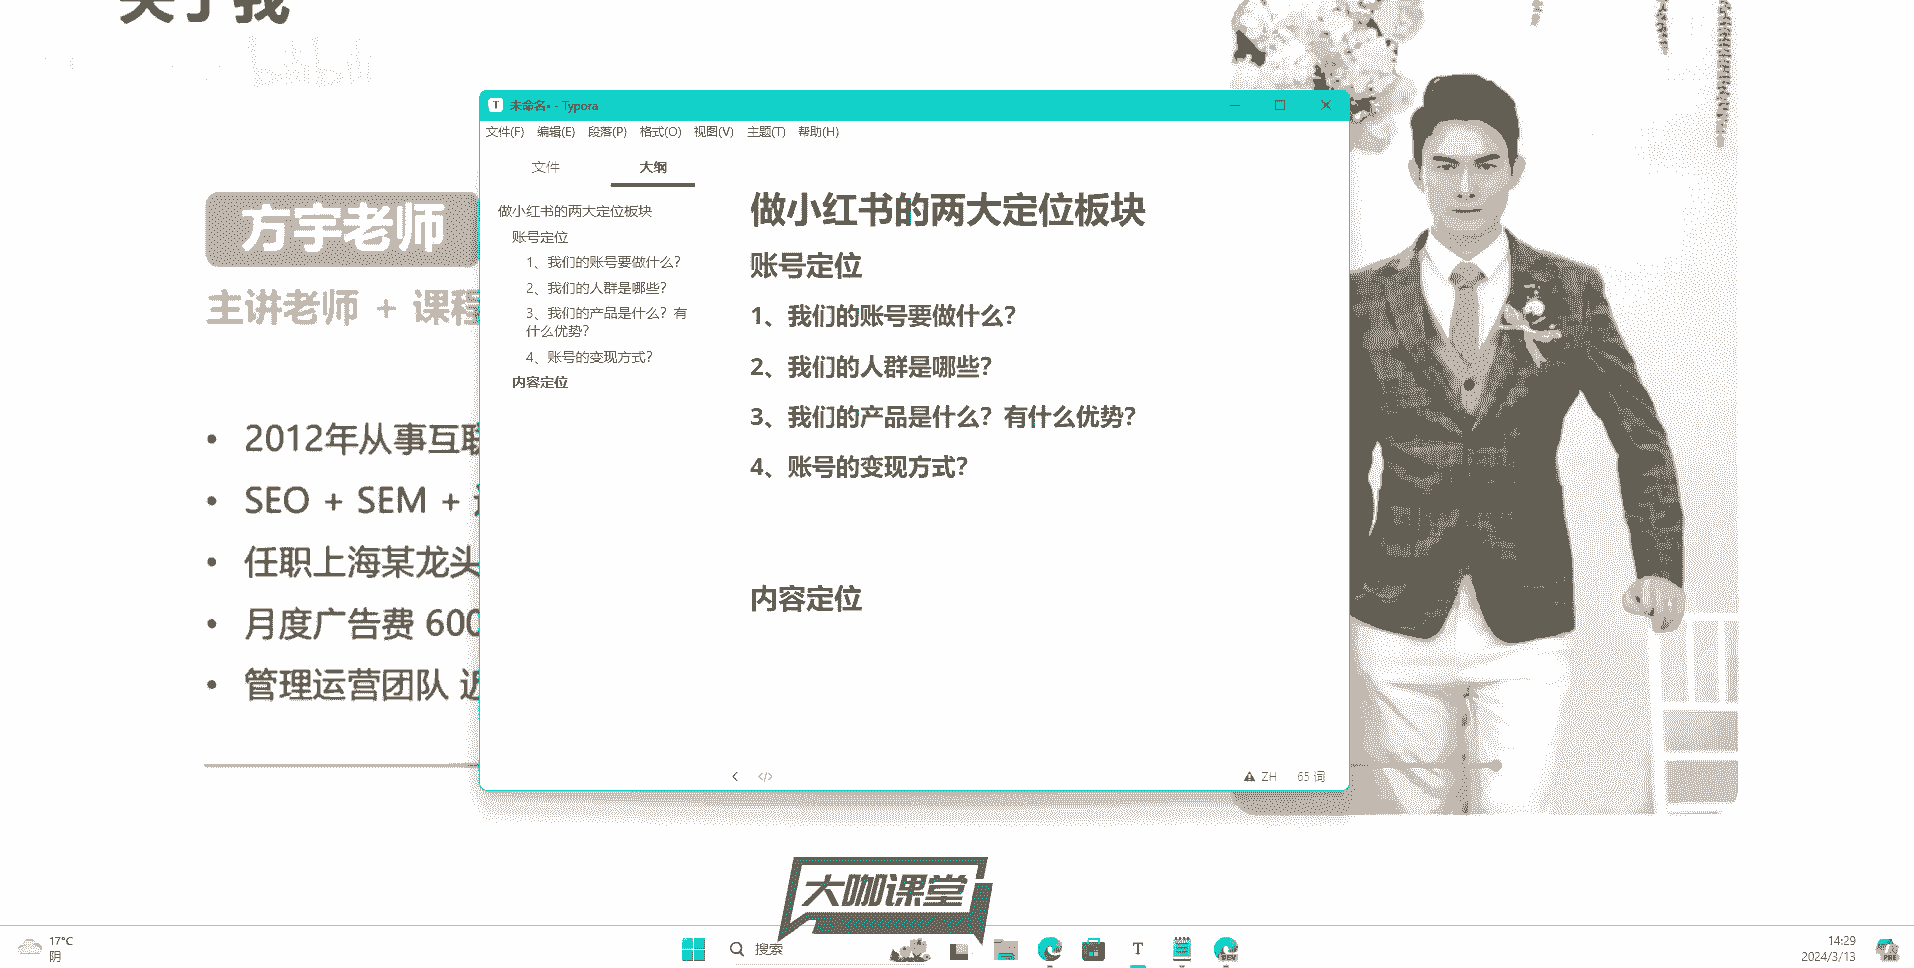 关于我
bilibili
方宇老师
主讲老师 + 课程
2012年从事互联
SEO + SEM +
任职上海某龙头
月度广告费 600
管理运营团队 近
未命名• - Typora
文件(F) 编辑(E) 段落(P) 格式(O) 视图(V) 主题(T) 帮助(H)
文件 大纲
做小红书的两大定位板块
账号定位
1、我们的账号要做什么？
2、我们的人群是哪些？
3、我们的产品是什么？有
什么优势？
4、账号的变现方式？
内容定位
做小红书的两大定位板块
账号定位
1、我们的账号要做什么？
2、我们的人群是哪些？
3、我们的产品是什么？有什么优势？
4、账号的变现方式？
内容定位
ZH 65 词
大咖课堂
17°C
阴
搜索
T
DEV
14:29
2024/3/13
PRE